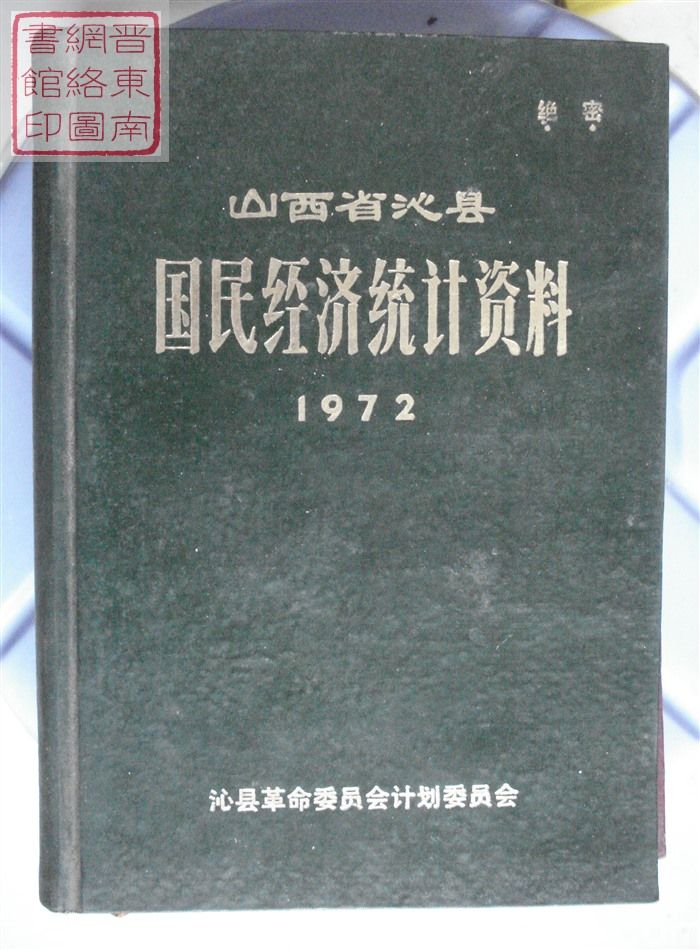 晋東南
網絡圖
書館印
绝密
山西省沁县
国民经济统计资料
1972
沁县革命委员会计划委员会